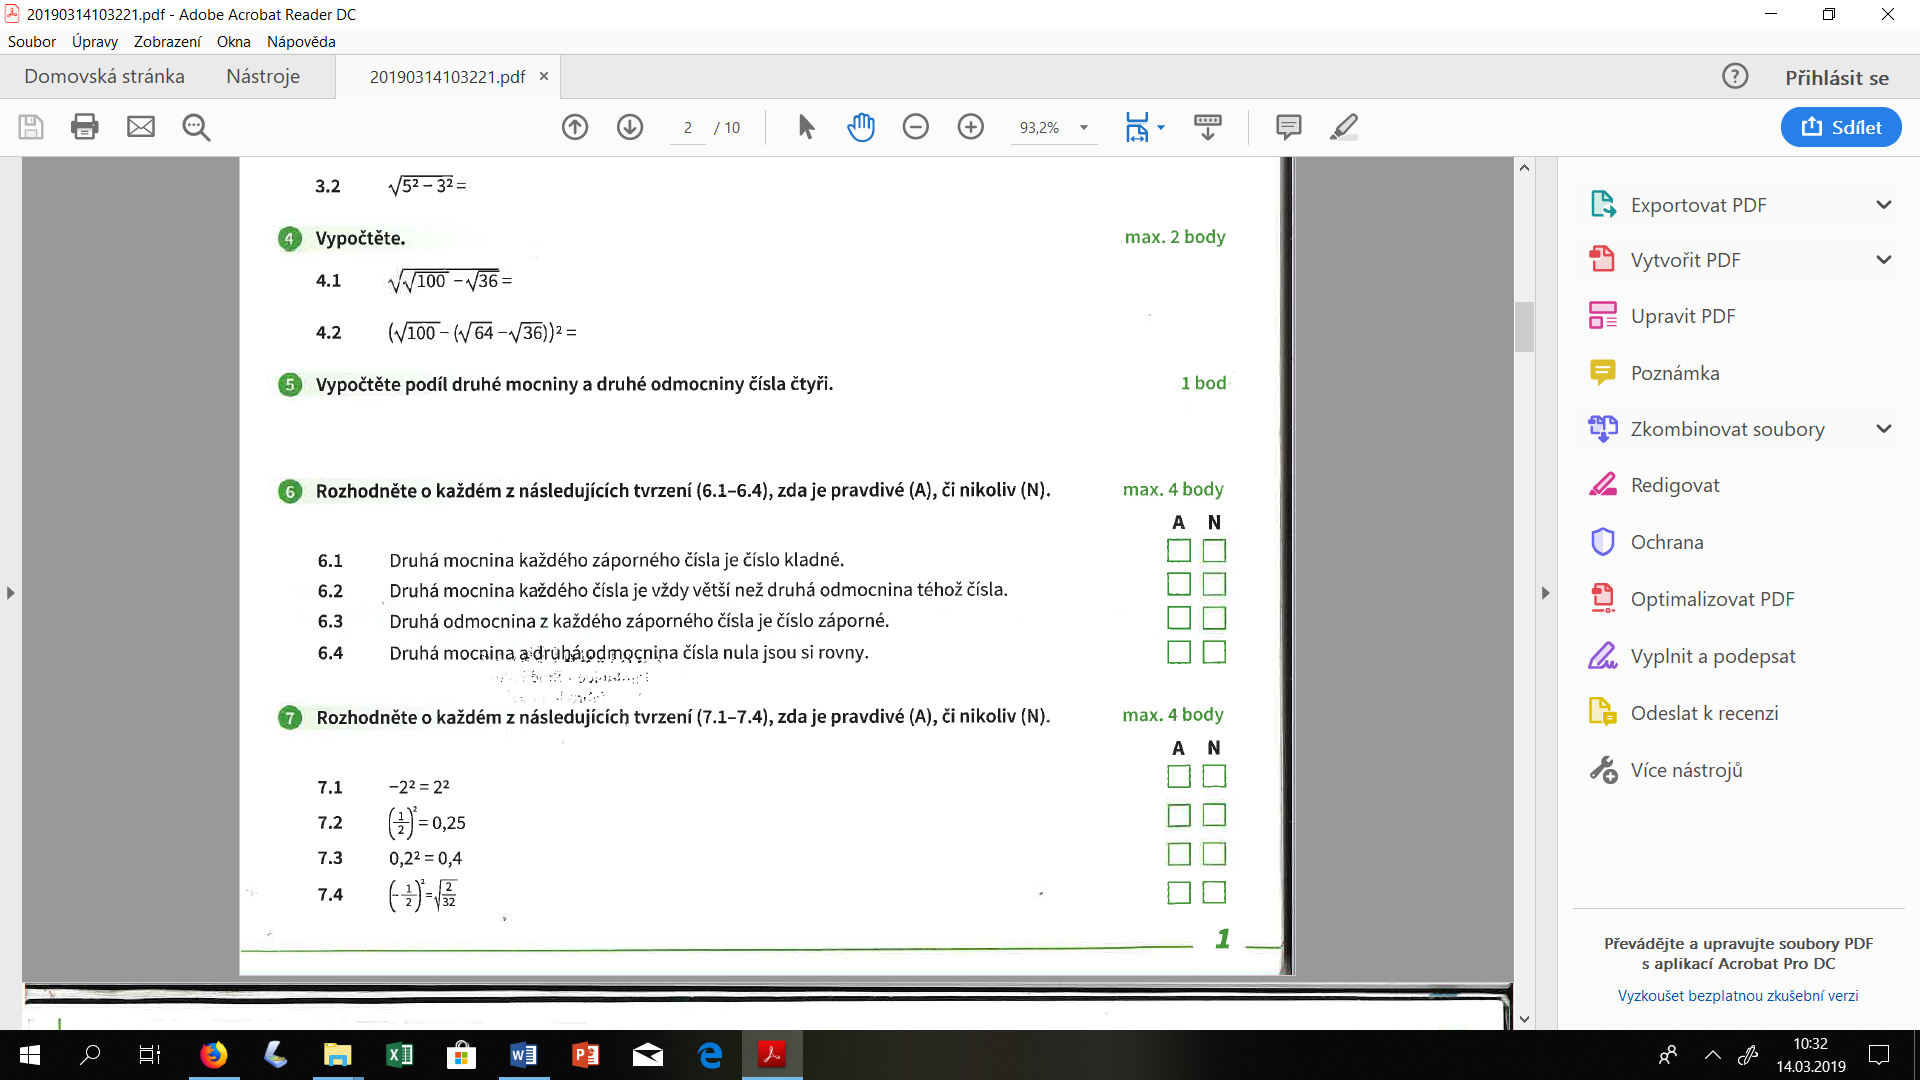 20190314103221.pdf - Adobe Acrobat Reader DC
Soubor Úpravy Zobrazení Okna Nápověda
Domovská stránka Nástroje 20190314103221.pdf × Přihlásit se
2 / 10 93,2% Sdílet
3.2 √(5² − 3²) =
4 Vypočtěte. max. 2 body
4.1 √(√100 − √36) =
4.2 (√100 − (√64 − √36))² =
5 Vypočtěte podíl druhé mocniny a druhé odmocniny čísla čtyři. 1 bod
6 Rozhodněte o každém z následujících tvrzení (6.1–6.4), zda je pravdivé (A), či nikoliv (N). max. 4 body
A N
6.1 Druhá mocnina každého záporného čísla je číslo kladné.
6.2 Druhá mocnina každého čísla je vždy větší než druhá odmocnina téhož čísla.
6.3 Druhá odmocnina z každého záporného čísla je číslo záporné.
6.4 Druhá mocnina a druhá odmocnina čísla nula jsou si rovny.
7 Rozhodněte o každém z následujících tvrzení (7.1–7.4), zda je pravdivé (A), či nikoliv (N). max. 4 body
A N
7.1 −2² = 2²
7.2 (1/2)² = 0,25
7.3 0,2² = 0,4
7.4 (−1/2)² = √(2/32)
1
Exportovat PDF
Vytvořit PDF
Upravit PDF
Poznámka
Zkombinovat soubory
Redigovat
Ochrana
Optimalizovat PDF
Vyplnit a podepsat
Odeslat k recenzi
Více nástrojů
Převádějte a upravujte soubory PDF
s aplikací Acrobat Pro DC
Vyzkoušet bezplatnou zkušební verzi
10:32
14.03.2019